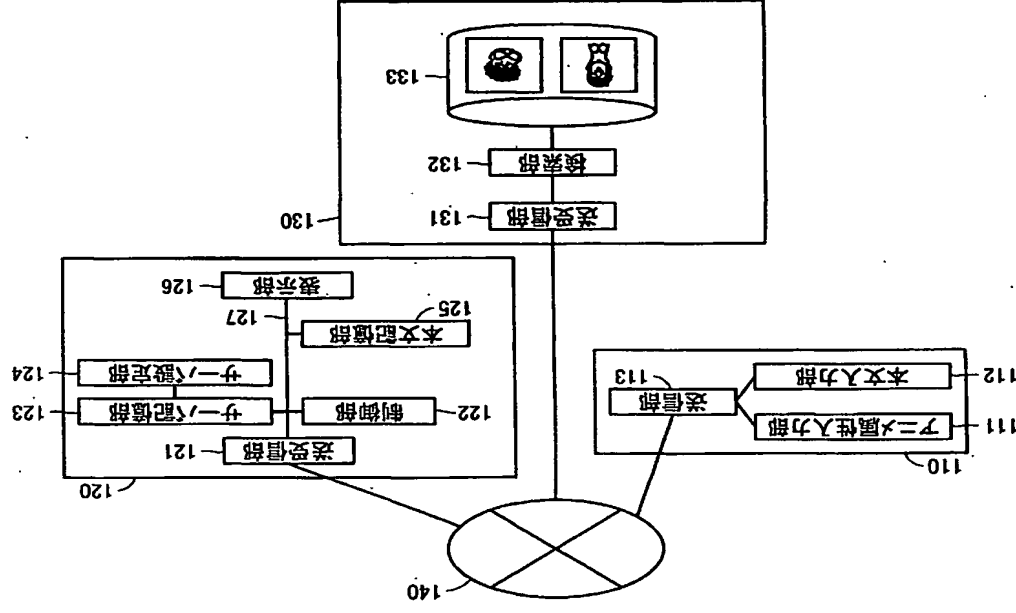 140
110
111 アニメ属性入力部
112 本文入力部
113
送信部
120
送受信部 121
122 制御部
サーバ記憶部 123
サーバ設定部 124
125
本文記憶部
127
表示部 126
130
送受信部 131
検索部 132
133